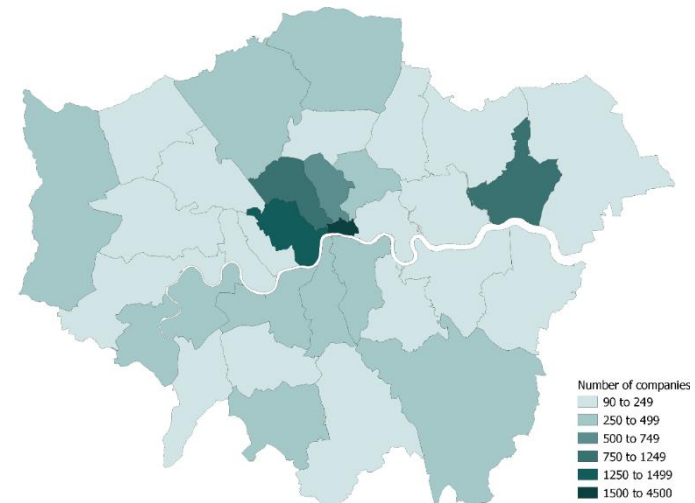 Number of companies
90 to 249
250 to 499
500 to 749
750 to 1249
1250 to 1499
1500 to 4500